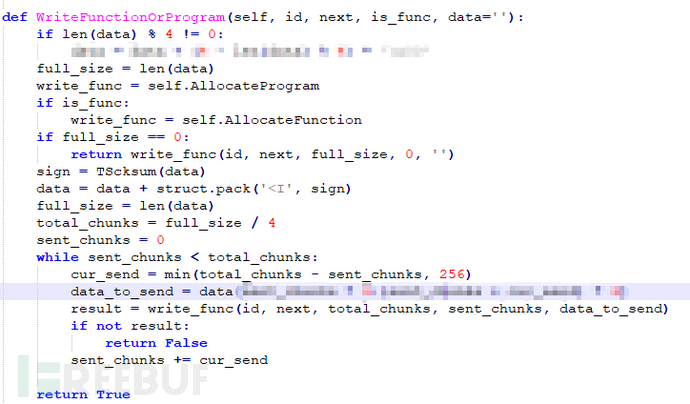 def WriteFunctionOrProgram(self, id, next, is_func, data=''):
if len(data) % 4 != 0:
full_size = len(data)
write_func = self.AllocateProgram
if is_func:
write_func = self.AllocateFunction
if full_size == 0:
return write_func(id, next, full_size, 0, '')
sign = TScksum(data)
data = data + struct.pack('<I', sign)
full_size = len(data)
total_chunks = full_size / 4
sent_chunks = 0
while sent_chunks < total_chunks:
cur_send = min(total_chunks - sent_chunks, 256)
data_to_send = data
result = write_func(id, next, total_chunks, sent_chunks, data_to_send)
if not result:
return False
sent_chunks += cur_send
return True
FREEBUF